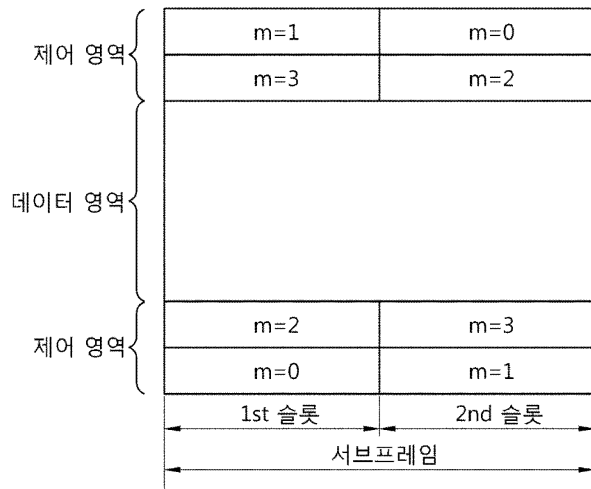 제어 영역
m=1 m=0
m=3 m=2
데이터 영역
제어 영역
m=2 m=3
m=0 m=1
1st 슬롯 2nd 슬롯
서브프레임